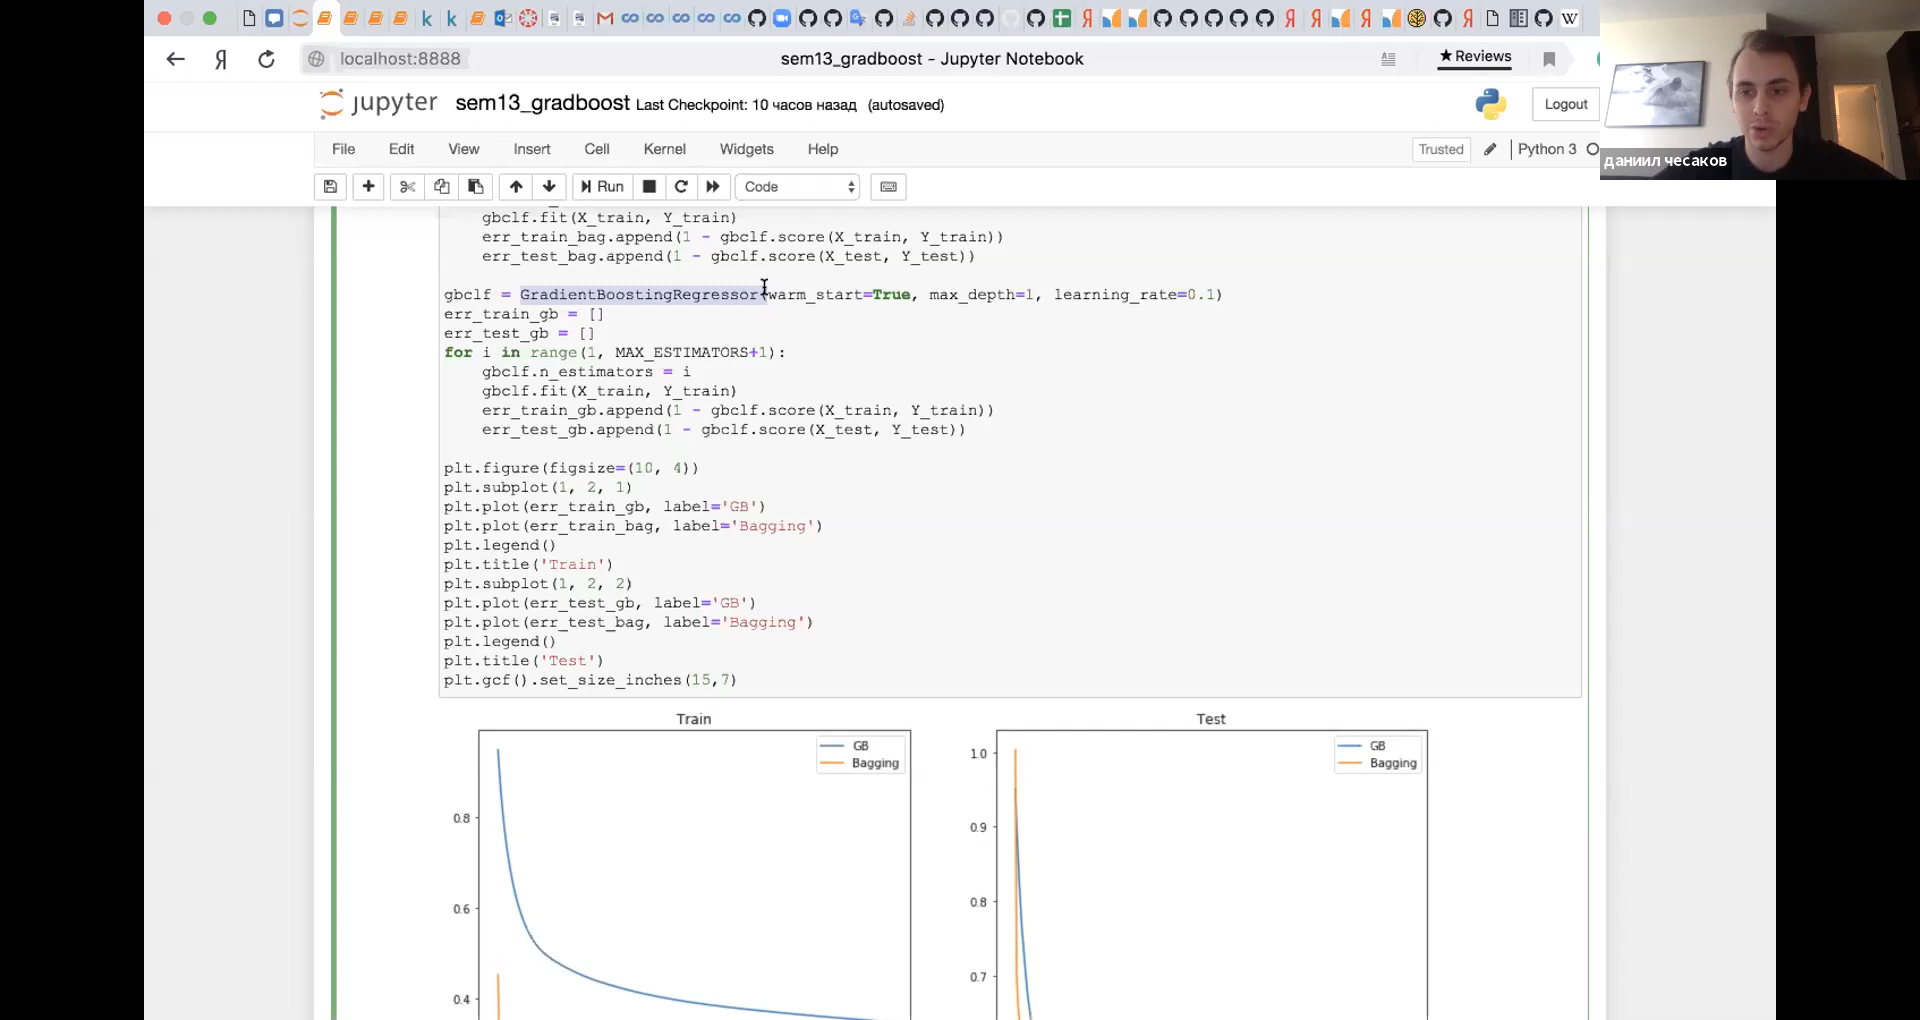 localhost:8888
sem13_gradboost - Jupyter Notebook
★Reviews
jupyter
sem13_gradboost Last Checkpoint: 10 часов назад (autosaved)
Logout
даниил чесаков
File Edit View Insert Cell Kernel Widgets Help
Trusted
Python 3
Run
Code
gbclf.fit(X_train, Y_train)
err_train_bag.append(1 - gbclf.score(X_train, Y_train))
err_test_bag.append(1 - gbclf.score(X_test, Y_test))
gbclf = GradientBoostingRegressor(warm_start=True, max_depth=1, learning_rate=0.1)
err_train_gb = []
err_test_gb = []
for i in range(1, MAX_ESTIMATORS+1):
gbclf.n_estimators = i
gbclf.fit(X_train, Y_train)
err_train_gb.append(1 - gbclf.score(X_train, Y_train))
err_test_gb.append(1 - gbclf.score(X_test, Y_test))
plt.figure(figsize=(10, 4))
plt.subplot(1, 2, 1)
plt.plot(err_train_gb, label='GB')
plt.plot(err_train_bag, label='Bagging')
plt.legend()
plt.title('Train')
plt.subplot(1, 2, 2)
plt.plot(err_test_gb, label='GB')
plt.plot(err_test_bag, label='Bagging')
plt.legend()
plt.title('Test')
plt.gcf().set_size_inches(15,7)
Train
GB
Bagging
0.8
0.6
0.4
Test
GB
Bagging
1.0
0.9
0.8
0.7